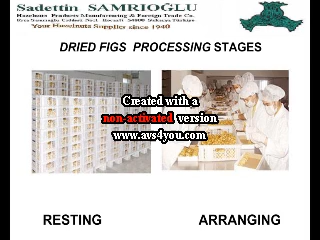 Sadettin SAMRIOGLU
Hazelnuts Products Manufacturing & Foreign Trade Co.
Your Hazelnuts Supplier since 1940
DRIED FIGS PROCESSING STAGES
Created with a
non-activated version
www.avs4you.com
RESTING
ARRANGING